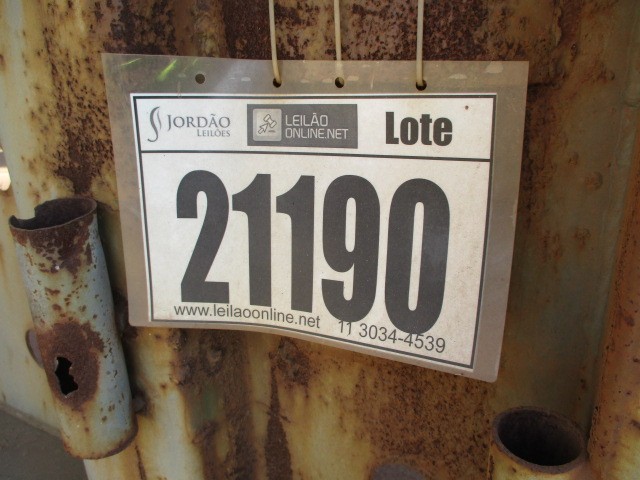 JORDÃO
LEILÕES
LEILÃO
ONLINE.NET
Lote
21190
www.leilaoonline.net 11 3034-4539